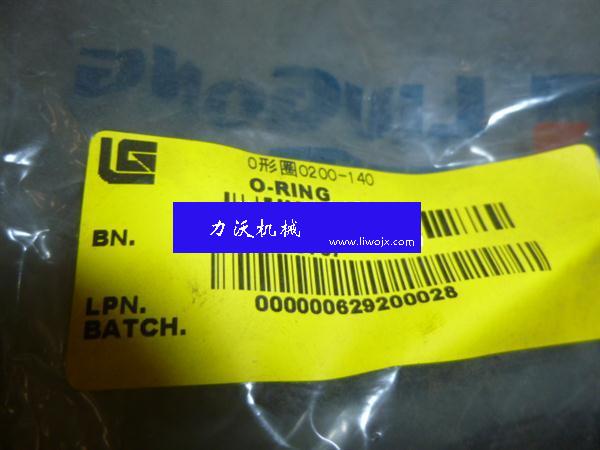 LIUGONG
LG
O形圈0200-140
O-RING
力沃机械
www.liwojx.com
BN.
LPN.
000000629200028
BATCH.